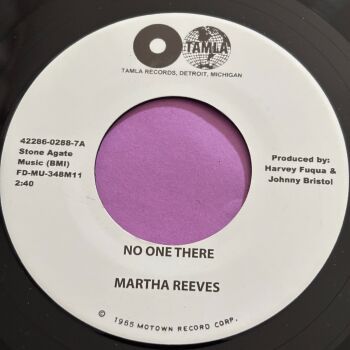 TAMLA
TAMLA RECORDS, DETROIT, MICHIGAN
42286-0288-7A
Stone Agate
Music (BMI)
FD-MU-348M11
2:40
Produced by:
Harvey Fuqua &
Johnny Bristol
NO ONE THERE
MARTHA REEVES
© 1965 MOTOWN RECORD CORP.